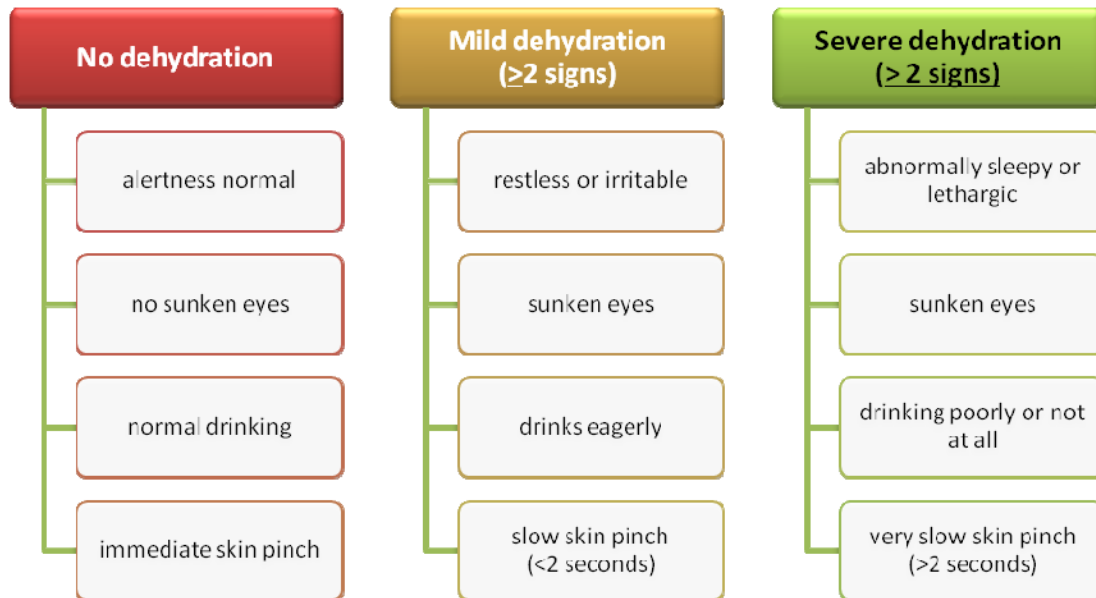 No dehydration
alertness normal
no sunken eyes
normal drinking
immediate skin pinch
Mild dehydration
(≥2 signs)
restless or irritable
sunken eyes
drinks eagerly
slow skin pinch
(<2 seconds)
Severe dehydration
(≥ 2 signs)
abnormally sleepy or
lethargic
sunken eyes
drinking poorly or not
at all
very slow skin pinch
(>2 seconds)